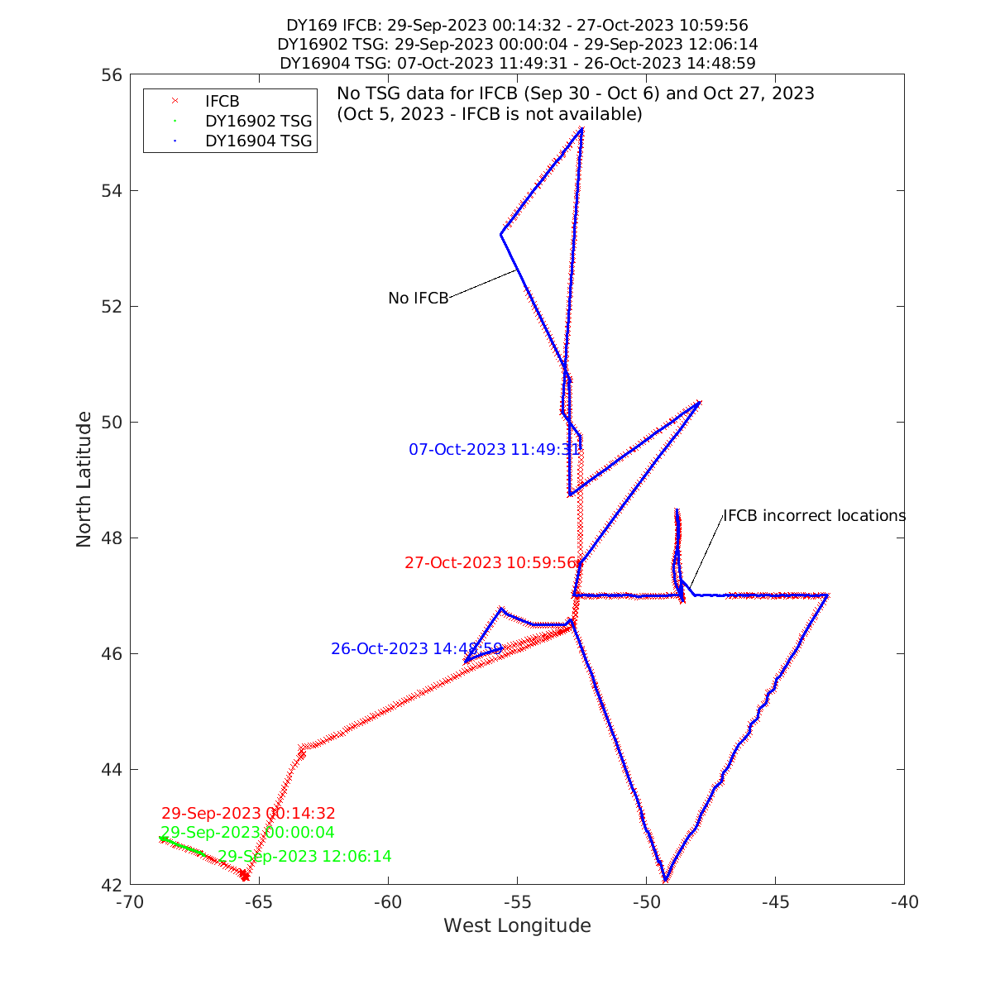 DY169 IFCB: 29-Sep-2023 00:14:32 - 27-Oct-2023 10:59:56
DY16902 TSG: 29-Sep-2023 00:00:04 - 29-Sep-2023 12:06:14
DY16904 TSG: 07-Oct-2023 11:49:31 - 26-Oct-2023 14:48:59
IFCB
DY16902 TSG
DY16904 TSG
No TSG data for IFCB (Sep 30 - Oct 6) and Oct 27, 2023
(Oct 5, 2023 - IFCB is not available)
56
54
52
50
48
46
44
42
North Latitude
No IFCB
07-Oct-2023 11:49:31
IFCB incorrect locations
27-Oct-2023 10:59:56
26-Oct-2023 14:48:59
29-Sep-2023 00:14:32
29-Sep-2023 00:00:04
29-Sep-2023 12:06:14
-70 -65 -60 -55 -50 -45 -40
West Longitude